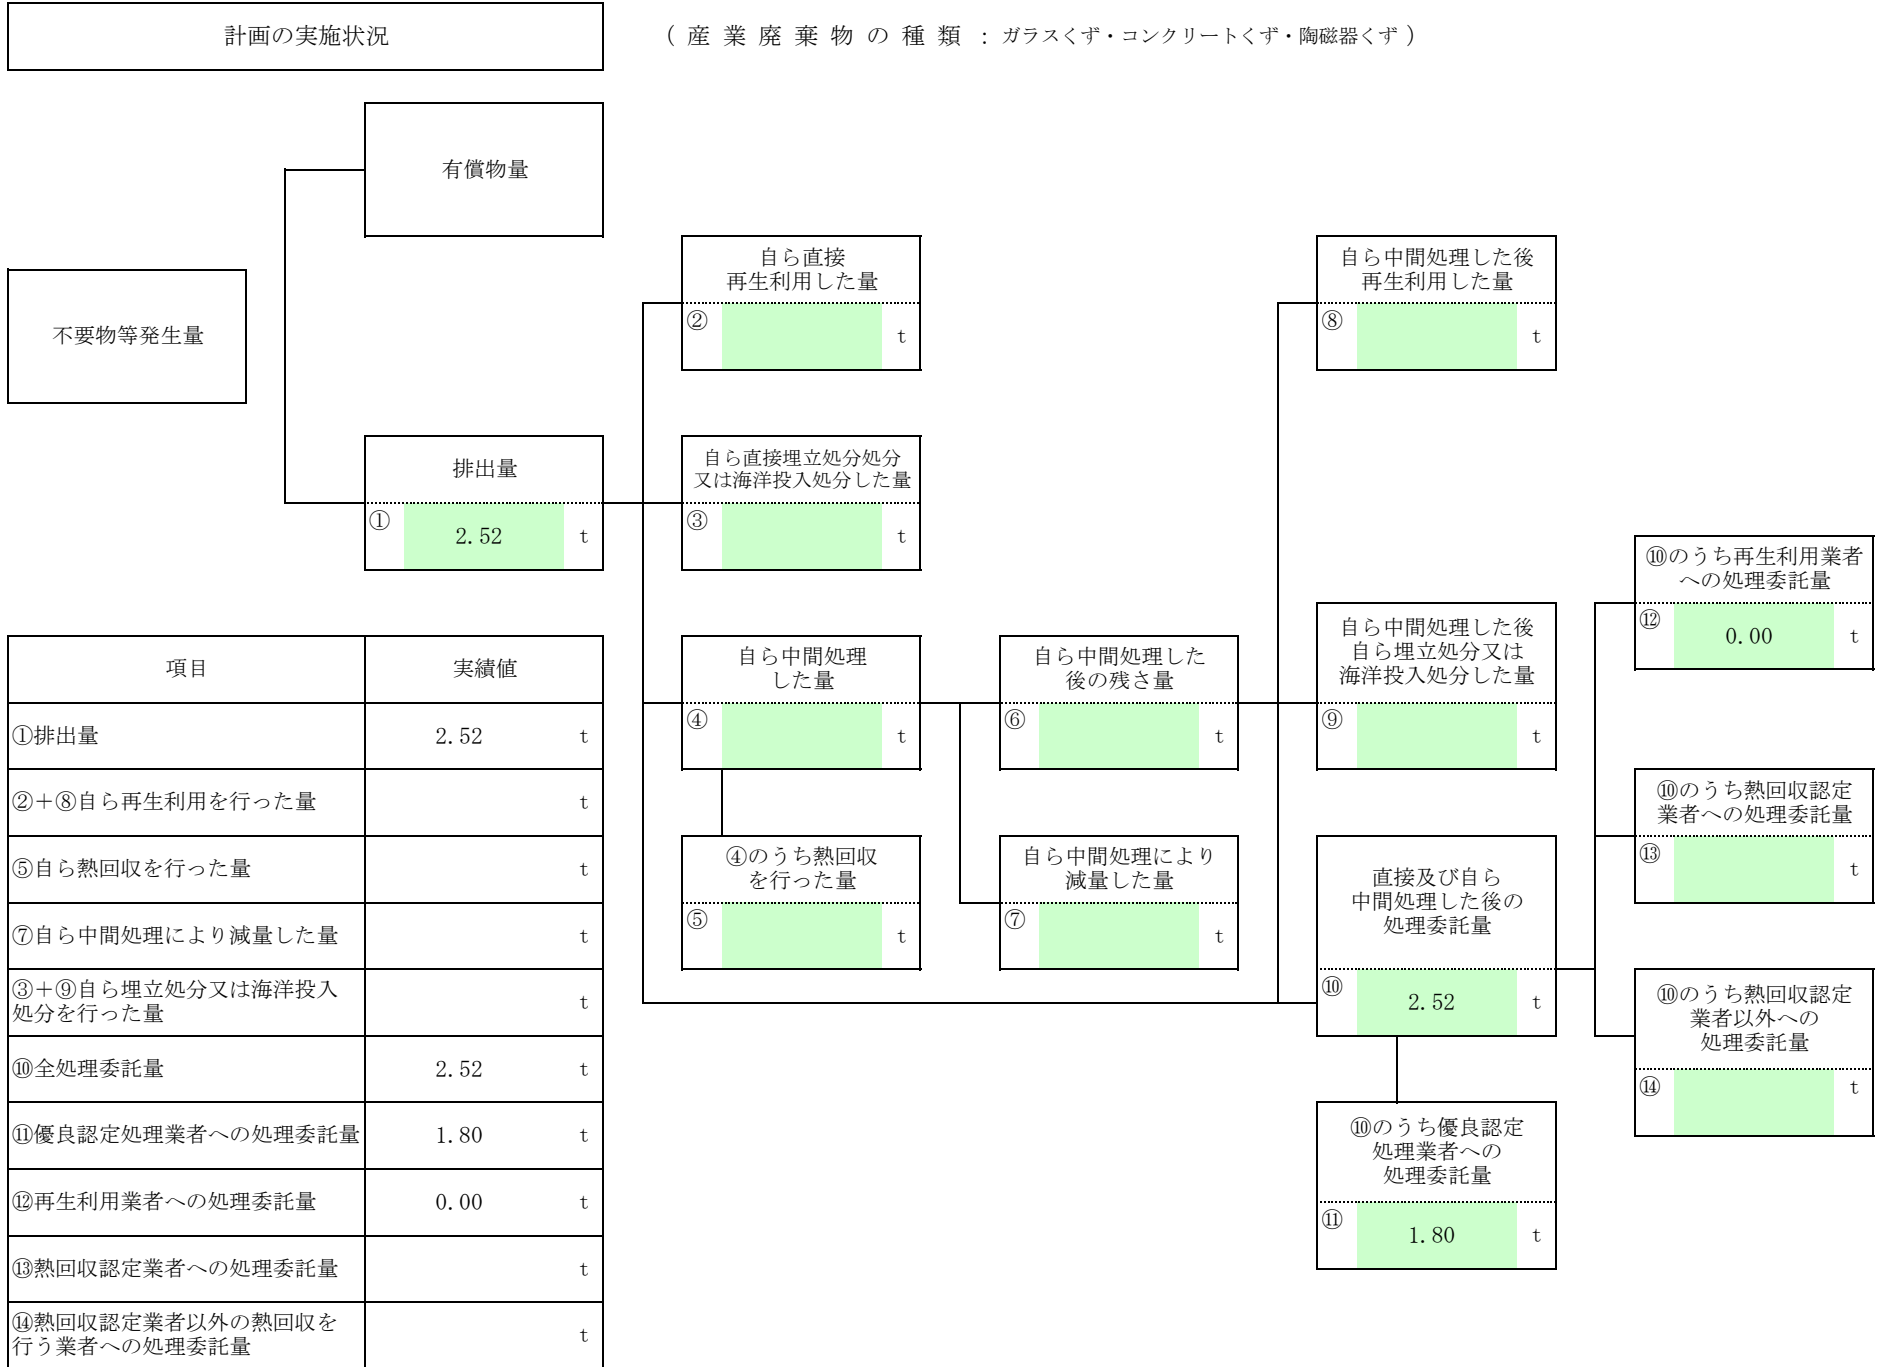 計画の実施状況
（産業廃棄物の種類：ガラスくず・コンクリートくず・陶磁器くず）
有償物量
不要物等発生量
排出量
① 2.52 t
自ら直接
再生利用した量
② t
自ら直接埋立処分処分
又は海洋投入処分した量
③ t
自ら中間処理
した量
④ t
④のうち熱回収
を行った量
⑤ t
自ら中間処理した
後の残さ量
⑥ t
自ら中間処理により
減量した量
⑦ t
自ら中間処理した後
再生利用した量
⑧ t
自ら中間処理した後
自ら埋立処分又は
海洋投入処分した量
⑨ t
直接及び自ら
中間処理した後の
処理委託量
⑩ 2.52 t
⑩のうち優良認定
処理業者への
処理委託量
⑪ 1.80 t
⑩のうち再生利用業者
への処理委託量
⑫ 0.00 t
⑩のうち熱回収認定
業者への処理委託量
⑬ t
⑩のうち熱回収認定
業者以外への
処理委託量
⑭ t
項目 実績値
①排出量 2.52 t
②＋⑧自ら再生利用を行った量 t
⑤自ら熱回収を行った量 t
⑦自ら中間処理により減量した量 t
③＋⑨自ら埋立処分又は海洋投入
処分を行った量 t
⑩全処理委託量 2.52 t
⑪優良認定処理業者への処理委託量 1.80 t
⑫再生利用業者への処理委託量 0.00 t
⑬熱回収認定業者への処理委託量 t
⑭熱回収認定業者以外の熱回収を
行う業者への処理委託量 t